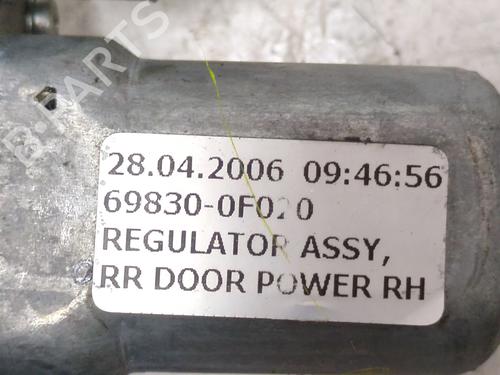 28.04.2006 09:46:56
69830-0F020
REGULATOR ASSY,
RR DOOR POWER RH
B-PARTS